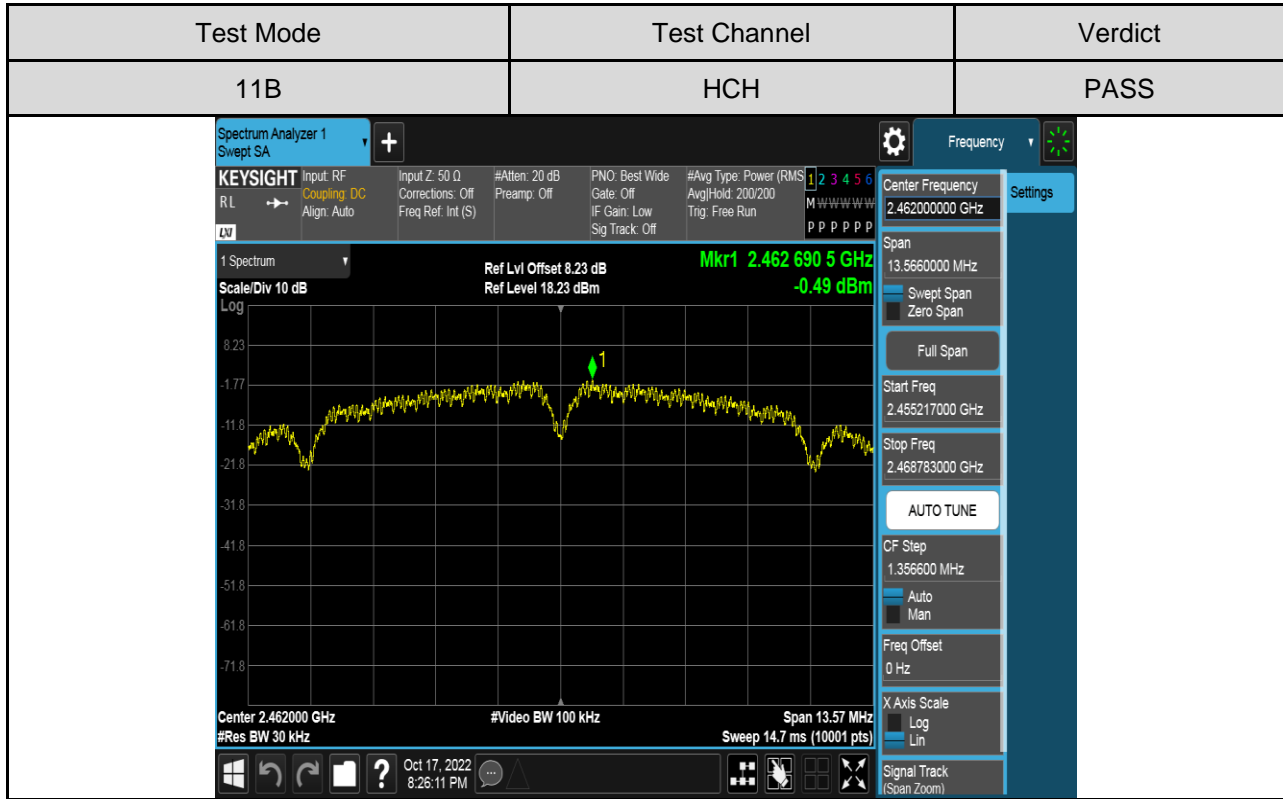 Test Mode Test Channel Verdict
11B HCH PASS
Spectrum Analyzer 1
Swept SA
+
Frequency
KEYSIGHT
RL
LXI
Input: RF
Coupling: DC
Align: Auto
Input Z: 50 Ω
Corrections: Off
Freq Ref: Int (S)
#Atten: 20 dB
Preamp: Off
PNO: Best Wide
Gate: Off
IF Gain: Low
Sig Track: Off
#Avg Type: Power (RMS
Avg|Hold: 200/200
Trig: Free Run
1 2 3 4 5 6
M W W W W W
P P P P P P
1 Spectrum
Scale/Div 10 dB
Ref Lvl Offset 8.23 dB
Ref Level 18.23 dBm
Mkr1 2.462 690 5 GHz
-0.49 dBm
Log
8.23
-1.77
-11.8
-21.8
-31.8
-41.8
-51.8
-61.8
-71.8
1
Center 2.462000 GHz
#Res BW 30 kHz
#Video BW 100 kHz
Span 13.57 MHz
Sweep 14.7 ms (10001 pts)
Center Frequency
2.462000000 GHz
Span
13.5660000 MHz
Swept Span
Zero Span
Full Span
Start Freq
2.455217000 GHz
Stop Freq
2.468783000 GHz
AUTO TUNE
CF Step
1.356600 MHz
Auto
Man
Freq Offset
0 Hz
X Axis Scale
Log
Lin
Signal Track
(Span Zoom)
Settings
?
Oct 17, 2022
8:26:11 PM